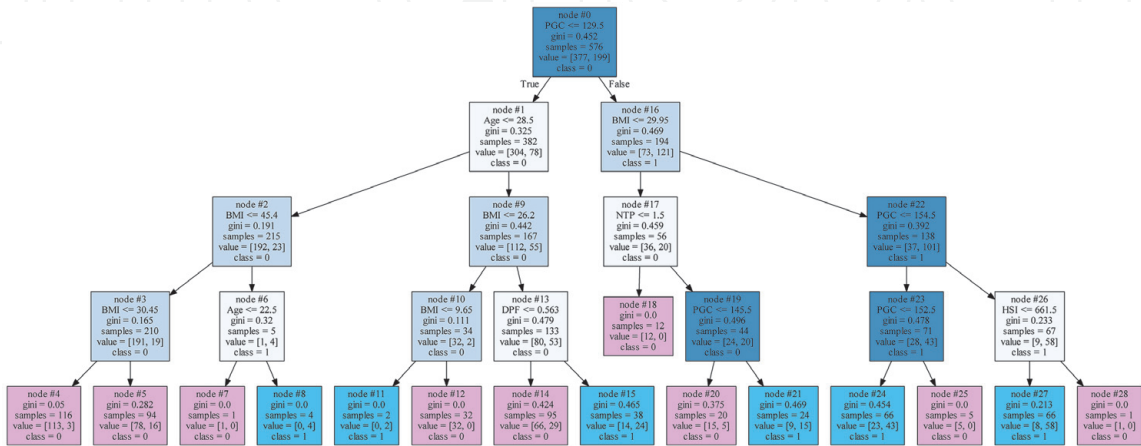 node #0
PGC <= 129.5
gini = 0.452
samples = 576
value = [377, 199]
class = 0
True
False
node #1
Age <= 28.5
gini = 0.325
samples = 382
value = [304, 78]
class = 0
node #16
BMI <= 29.95
gini = 0.469
samples = 194
value = [73, 121]
class = 1
node #2
BMI <= 45.4
gini = 0.191
samples = 215
value = [192, 23]
class = 0
node #9
BMI <= 26.2
gini = 0.442
samples = 167
value = [112, 55]
class = 0
node #17
NTP <= 1.5
gini = 0.459
samples = 56
value = [36, 20]
class = 0
node #22
PGC <= 154.5
gini = 0.392
samples = 138
value = [37, 101]
class = 1
node #3
BMI <= 30.45
gini = 0.165
samples = 210
value = [191, 19]
class = 0
node #6
Age <= 22.5
gini = 0.32
samples = 5
value = [1, 4]
class = 1
node #10
BMI <= 9.65
gini = 0.111
samples = 34
value = [32, 2]
class = 0
node #13
DPF <= 0.563
gini = 0.479
samples = 133
value = [80, 53]
class = 0
node #18
gini = 0.0
samples = 12
value = [12, 0]
class = 0
node #19
PGC <= 145.5
gini = 0.496
samples = 44
value = [24, 20]
class = 0
node #23
PGC <= 152.5
gini = 0.478
samples = 71
value = [28, 43]
class = 1
node #26
HSI <= 661.5
gini = 0.233
samples = 67
value = [9, 58]
class = 1
node #4
gini = 0.05
samples = 116
value = [113, 3]
class = 0
node #5
gini = 0.282
samples = 94
value = [78, 16]
class = 0
node #7
gini = 0.0
samples = 1
value = [1, 0]
class = 0
node #8
gini = 0.0
samples = 4
value = [0, 4]
class = 1
node #11
gini = 0.0
samples = 2
value = [0, 2]
class = 1
node #12
gini = 0.0
samples = 32
value = [32, 0]
class = 0
node #14
gini = 0.424
samples = 95
value = [66, 29]
class = 0
node #15
gini = 0.465
samples = 38
value = [14, 24]
class = 1
node #20
gini = 0.375
samples = 20
value = [15, 5]
class = 0
node #21
gini = 0.469
samples = 24
value = [9, 15]
class = 1
node #24
gini = 0.454
samples = 66
value = [23, 43]
class = 1
node #25
gini = 0.0
samples = 5
value = [5, 0]
class = 0
node #27
gini = 0.213
samples = 66
value = [8, 58]
class = 1
node #28
gini = 0.0
samples = 1
value = [1, 0]
class = 0